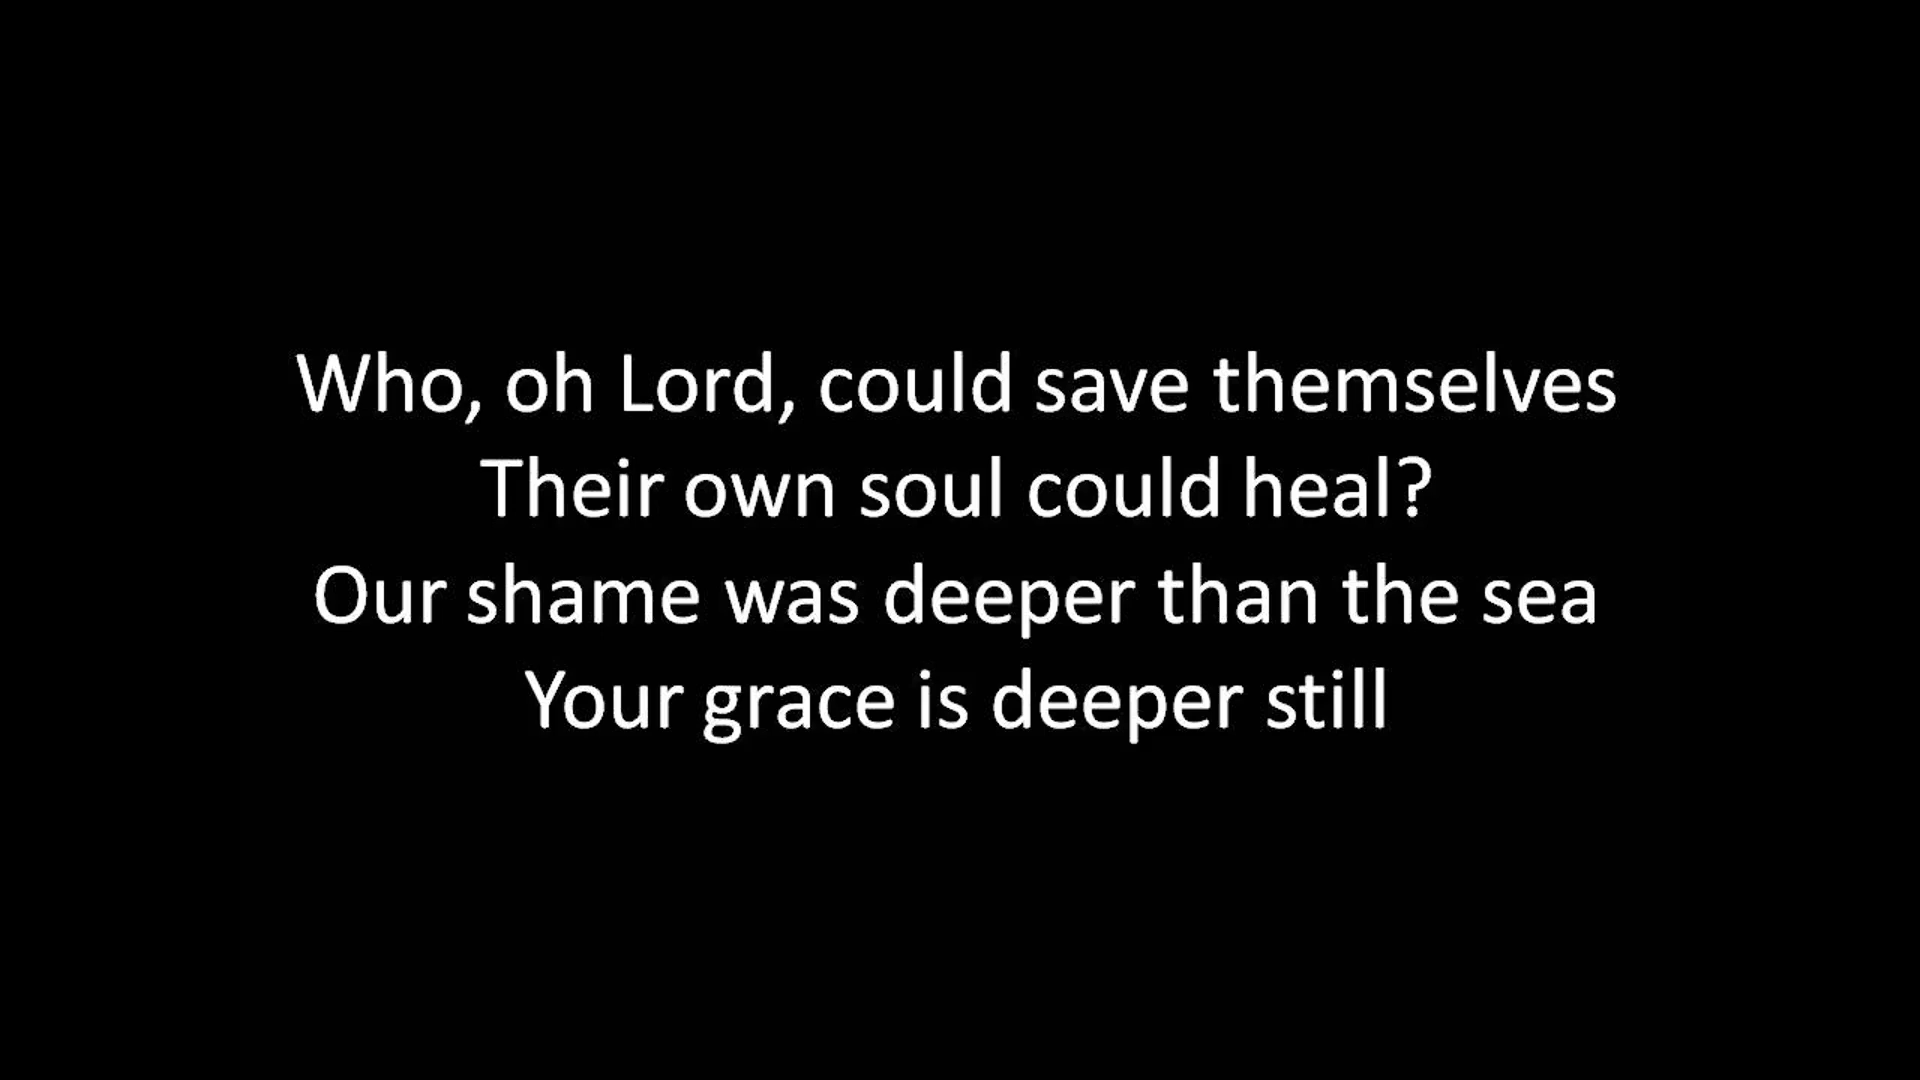 Who, oh Lord, could save themselves
Their own soul could heal?
Our shame was deeper than the sea
Your grace is deeper still